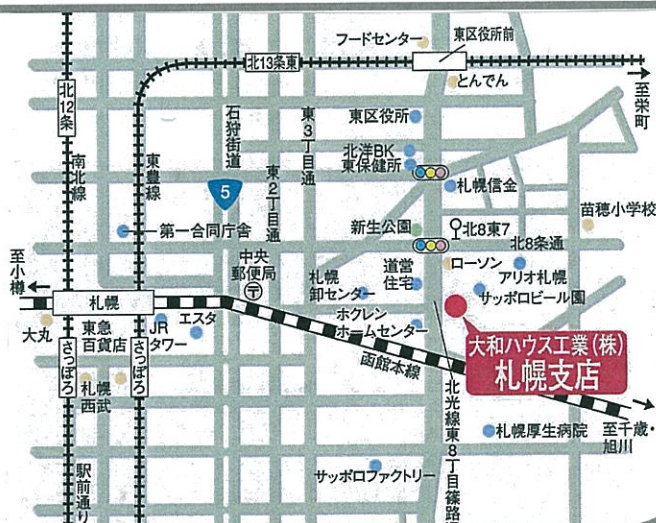 フードセンター
東区役所前
北13条東
とんでん
至栄町
北12条
石狩街道
東3丁目通
東区役所
南北線
東豊線
東2丁目通
北洋BK
東保健所
札幌信金
5
苗穂小学校
新生公園
北8東7
第一合同庁舎
北8条通
至小樽
中央
郵便局
札幌
卸センター
道営
住宅
ローソン
アリオ札幌
サッポロビール園
札幌
大丸
東急
百貨店
JR
タワー
エスタ
ホクレン
ホームセンター
大和ハウス工業(株)
札幌支店
さっぽろ
さっぽろ
函館本線
札幌
西武
北光線東8丁目篠路
札幌厚生病院
至千歳・
旭川
サッポロファクトリー
駅前通り